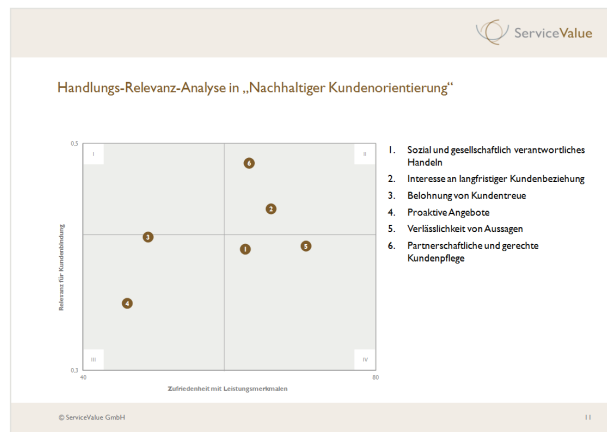 ServiceValue
Handlungs-Relevanz-Analyse in „Nachhaltiger Kundenorientierung“
0,5
I
II
6
2
3
1
5
4
III
IV
0,3
40
80
Relevanz für Kundenbindung
Zufriedenheit mit Leistungsmerkmalen
1. Sozial und gesellschaftlich verantwortliches
Handeln
2. Interesse an langfristiger Kundenbeziehung
3. Belohnung von Kundentreue
4. Proaktive Angebote
5. Verlässlichkeit von Aussagen
6. Partnerschaftliche und gerechte
Kundenpflege
© ServiceValue GmbH
11